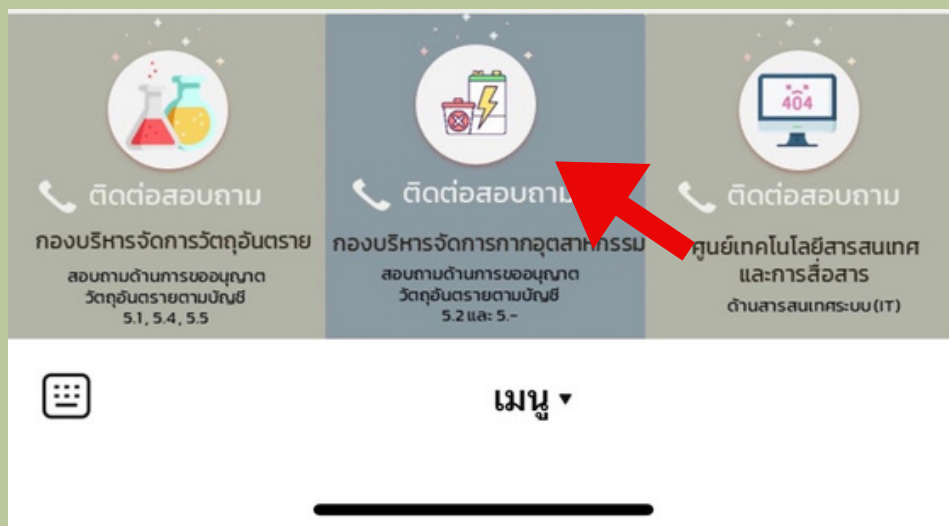 404
ติดต่อสอบถาม
กองบริหารจัดการวัตถุอันตราย
สอบถามด้านการขออนุญาต
วัตถุอันตรายตามบัญชี
5.1, 5.4, 5.5
ติดต่อสอบถาม
กองบริหารจัดการกากอุตสาหกรรม
สอบถามด้านการขออนุญาต
วัตถุอันตรายตามบัญชี
5.2 และ 5.-
ติดต่อสอบถาม
ศูนย์เทคโนโลยีสารสนเทศ
และการสื่อสาร
ด้านสารสนเทศระบบ (IT)
เมนู